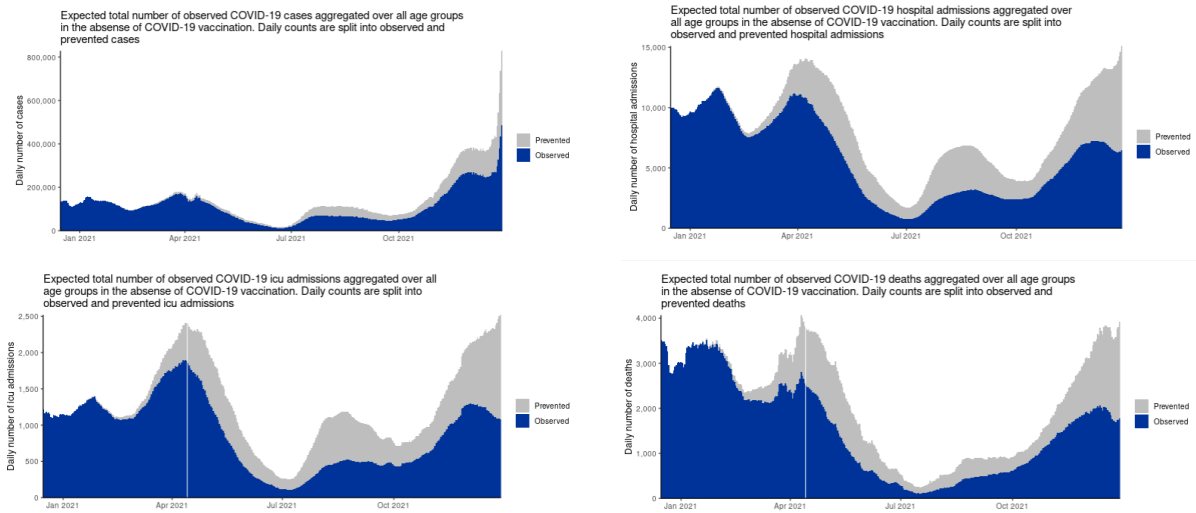 Expected total number of observed COVID-19 cases aggregated over all age groups
in the absense of COVID-19 vaccination. Daily counts are split into observed and
prevented cases
800,000
600,000
400,000
200,000
0
Daily number of cases
Jan 2021 Apr 2021 Jul 2021 Oct 2021
Prevented
Observed
Expected total number of observed COVID-19 hospital admissions aggregated over
all age groups in the absense of COVID-19 vaccination. Daily counts are split into
observed and prevented hospital admissions
15,000
10,000
5,000
0
Daily number of hospital admissions
Jan 2021 Apr 2021 Jul 2021 Oct 2021
Prevented
Observed
Expected total number of observed COVID-19 icu admissions aggregated over all
age groups in the absense of COVID-19 vaccination. Daily counts are split into
observed and prevented icu admissions
2,500
2,000
1,500
1,000
500
0
Daily number of icu admissions
Jan 2021 Apr 2021 Jul 2021 Oct 2021
Prevented
Observed
Expected total number of observed COVID-19 deaths aggregated over all age groups
in the absense of COVID-19 vaccination. Daily counts are split into observed and
prevented deaths
4,000
3,000
2,000
1,000
0
Daily number of deaths
Jan 2021 Apr 2021 Jul 2021 Oct 2021
Prevented
Observed